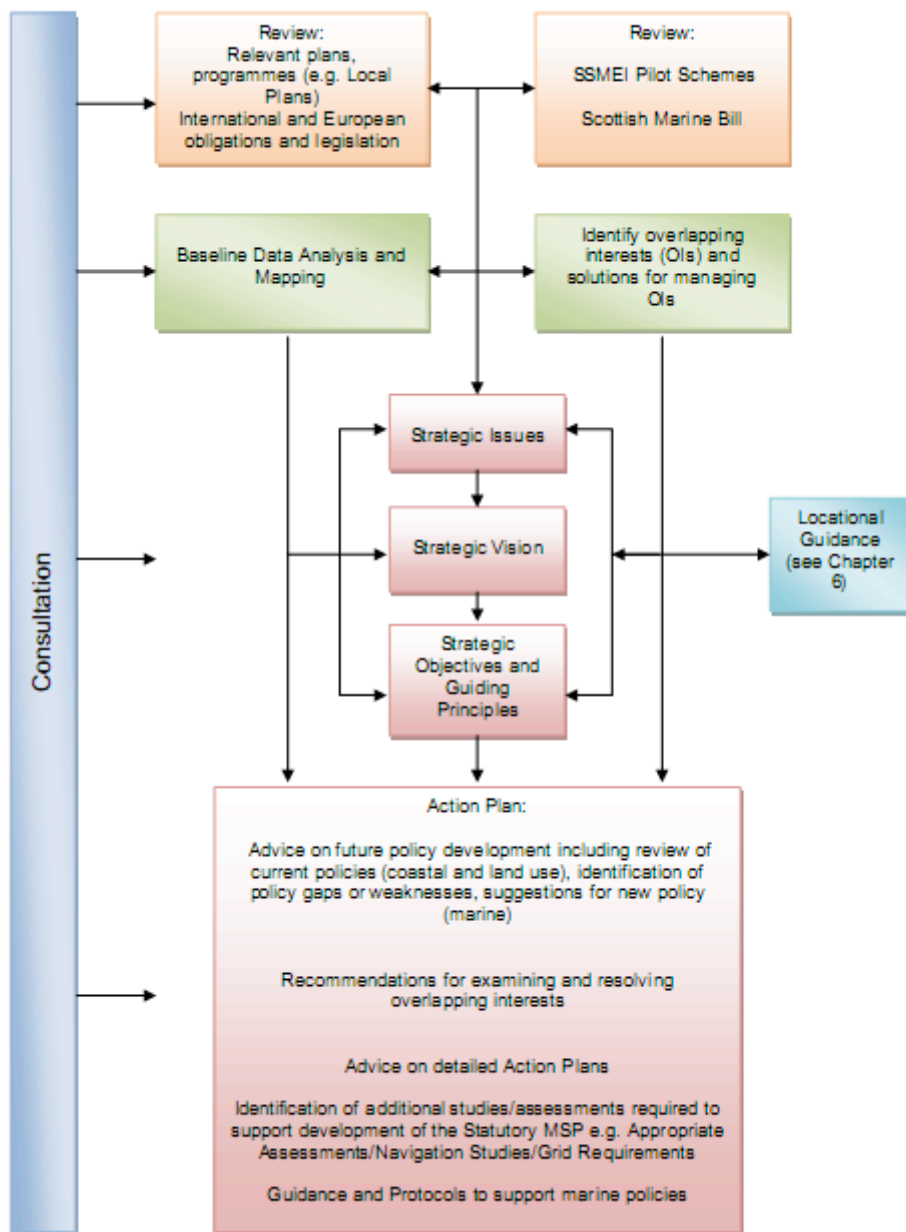 Consultation
Review:
Relevant plans,
programmes (e.g. Local
Plans)
International and European
obligations and legislation
Review:
SSMEI Pilot Schemes
Scottish Marine Bill
Baseline Data Analysis and
Mapping
Identify overlapping
interests (OIs) and
solutions for managing
OIs
Strategic Issues
Strategic Vision
Strategic
Objectives and
Guiding
Principles
Locational
Guidance
(see Chapter
6)
Action Plan:
Advice on future policy development including review of
current policies (coastal and land use), identification of
policy gaps or weaknesses, suggestions for new policy
(marine)
Recommendations for examining and resolving
overlapping interests
Advice on detailed Action Plans
Identification of additional studies/assessments required to
support development of the Statutory MSP e.g. Appropriate
Assessments/Navigation Studies/Grid Requirements
Guidance and Protocols to support marine policies